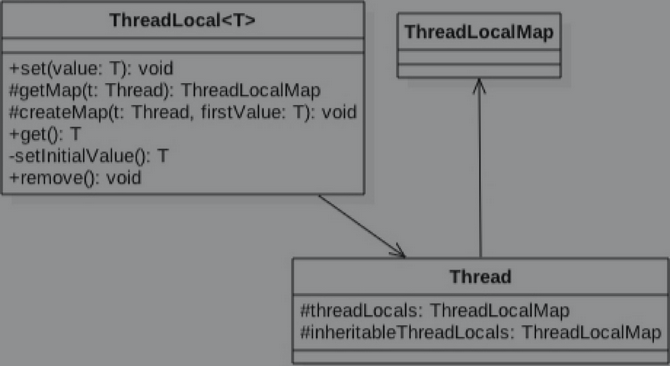 ThreadLocal<T>
+set(value: T): void
#getMap(t: Thread): ThreadLocalMap
#createMap(t: Thread, firstValue: T): void
+get(): T
-setInitialValue(): T
+remove(): void
ThreadLocalMap
Thread
#threadLocals: ThreadLocalMap
#inheritableThreadLocals: ThreadLocalMap